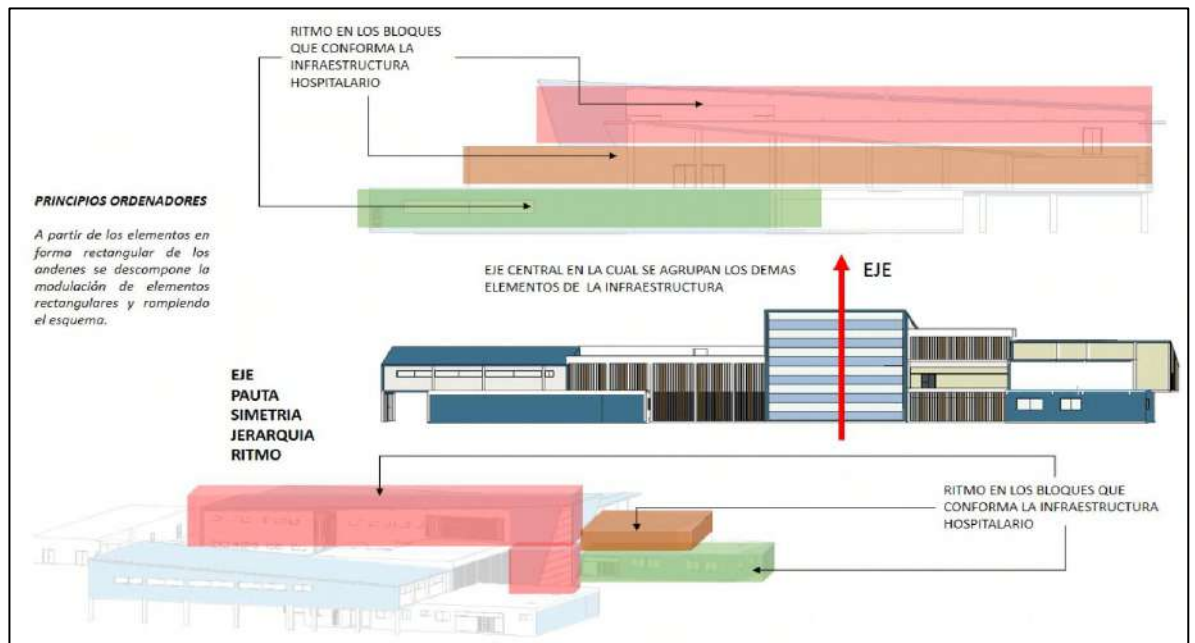 RITMO EN LOS BLOQUES
QUE CONFORMA LA
INFRAESTRUCTURA
HOSPITALARIO
PRINCIPIOS ORDENADORES
A partir de los elementos en
forma rectangular de los
andenes se descompone la
modulación de elementos
rectangulares y rompiendo
el esquema.
EJE CENTRAL EN LA CUAL SE AGRUPAN LOS DEMAS
ELEMENTOS DE LA INFRAESTRUCTURA
EJE
EJE
PAUTA
SIMETRIA
JERARQUIA
RITMO
RITMO EN LOS BLOQUES QUE
CONFORMA LA INFRAESTRUCTURA
HOSPITALARIO